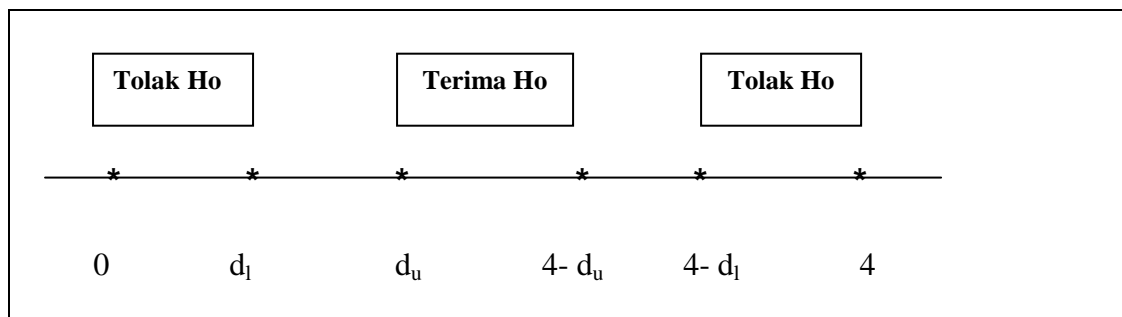 Tolak Ho Terima Ho Tolak Ho
* * * * * *
0 dₗ dᵤ 4- dᵤ 4- dₗ 4